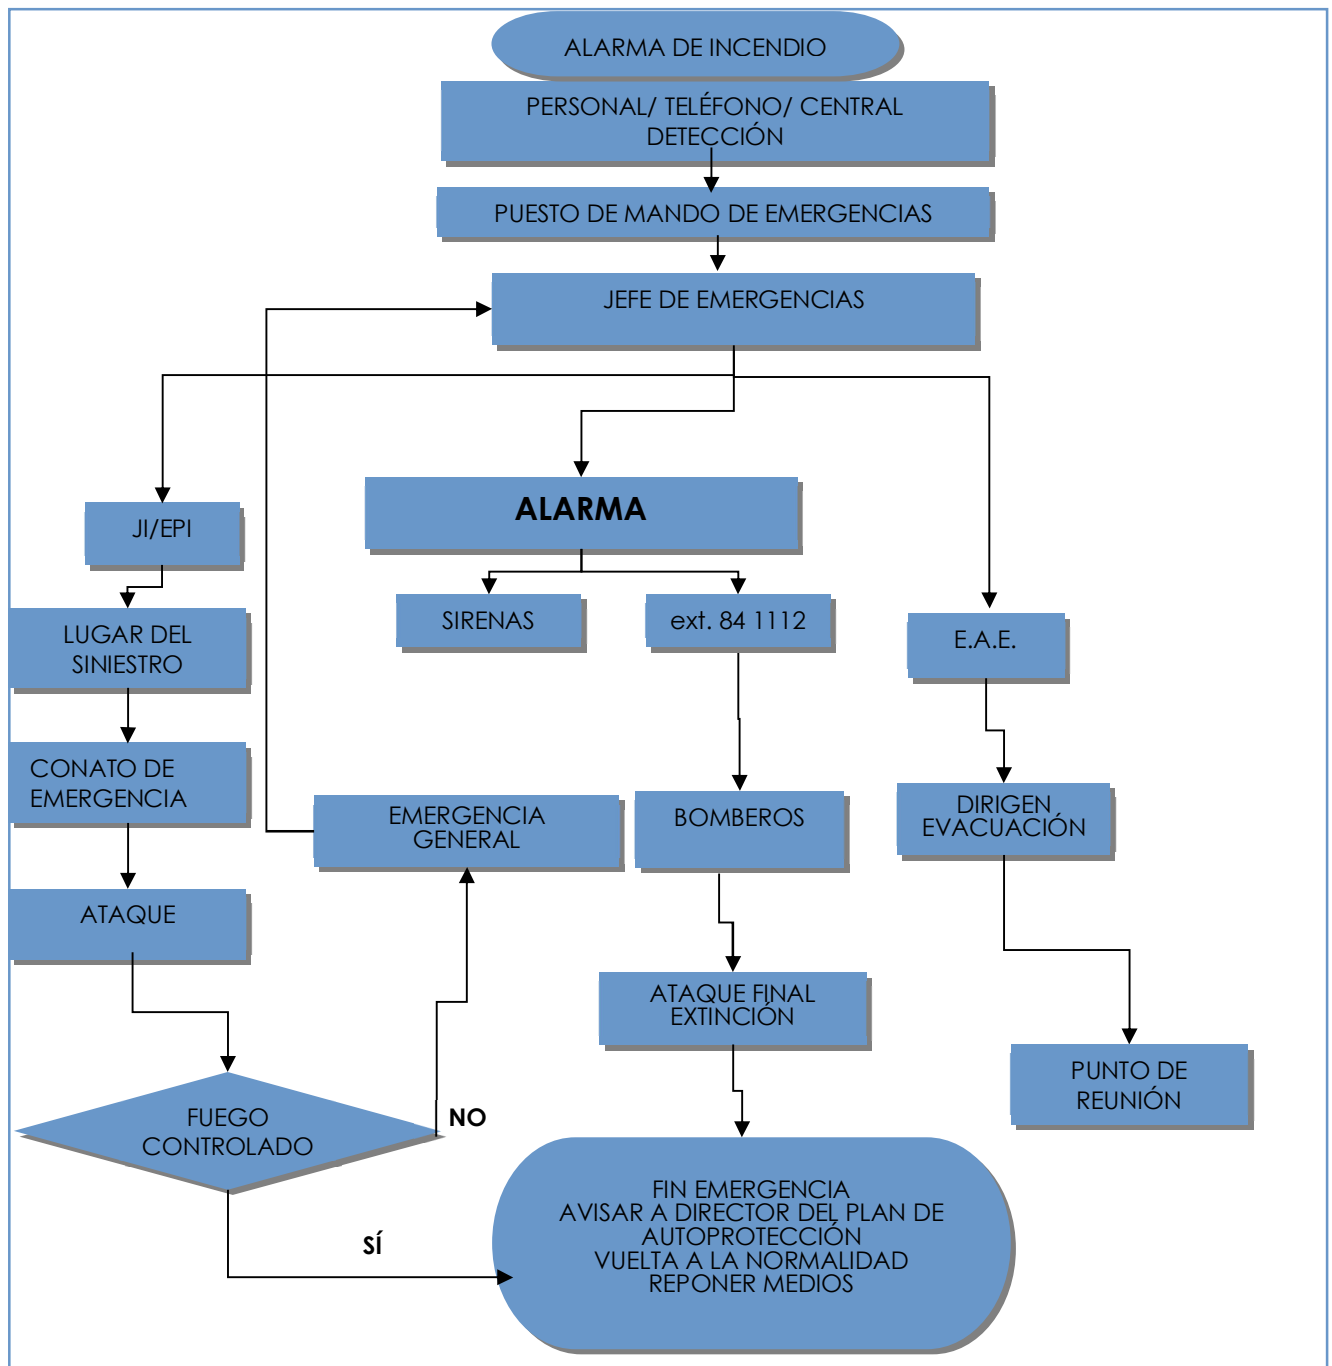 ALARMA DE INCENDIO
PERSONAL/ TELÉFONO/ CENTRAL
DETECCIÓN
PUESTO DE MANDO DE EMERGENCIAS
JEFE DE EMERGENCIAS
ALARMA
JI/EPI
SIRENAS
ext. 84 1112
E.A.E.
LUGAR DEL
SINIESTRO
CONATO DE
EMERGENCIA
EMERGENCIA
GENERAL
BOMBEROS
DIRIGEN
EVACUACIÓN
ATAQUE
ATAQUE FINAL
EXTINCIÓN
PUNTO DE
REUNIÓN
FUEGO
CONTROLADO
NO
SÍ
FIN EMERGENCIA
AVISAR A DIRECTOR DEL PLAN DE
AUTOPROTECCIÓN
VUELTA A LA NORMALIDAD
REPONER MEDIOS